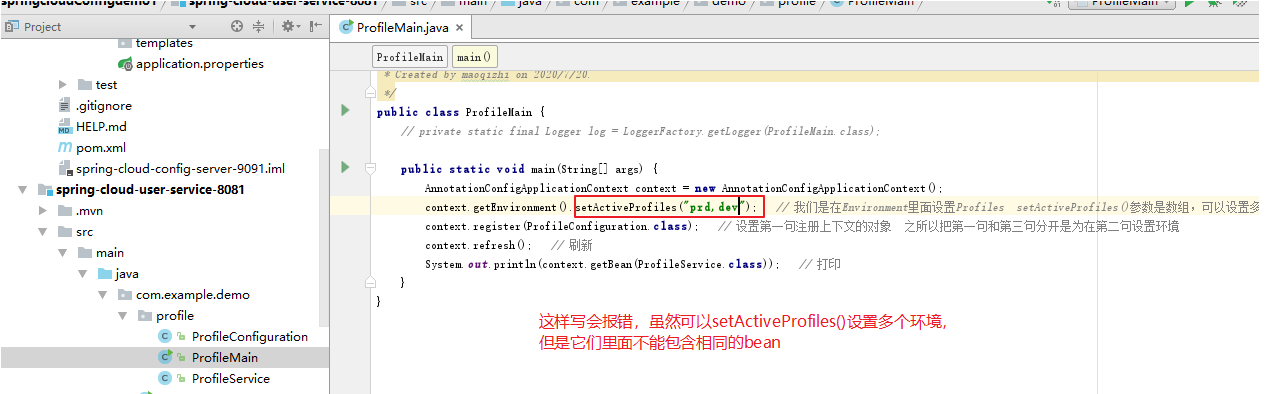 springcloudConfigdemo1 spring-cloud-user-service-8081 src main java com example demo profile ProfileMain ProfileMain
Project
ProfileMain.java ×
ProfileMain main()
templates
application.properties
test
.gitignore
HELP.md
pom.xml
spring-cloud-config-server-9091.iml
spring-cloud-user-service-8081
.mvn
src
main
java
com.example.demo
profile
ProfileConfiguration
ProfileMain
ProfileService
* Created by maoqishi on 2020/7/20.
*/
public class ProfileMain {
// private static final Logger log = LoggerFactory.getLogger(ProfileMain.class);
public static void main(String[] args) {
AnnotationConfigApplicationContext context = new AnnotationConfigApplicationContext();
context.getEnvironment().setActiveProfiles("prd,dev"); // 我们是在Environment里面设置Profiles setActiveProfiles()参数是数组，可以设置多
context.register(ProfileConfiguration.class); // 设置第一句注册上下文的对象 之所以把第一句和第三句分开是为在第二句设置环境
context.refresh(); // 刷新
System.out.println(context.getBean(ProfileService.class)); // 打印
}
}
这样写会报错，虽然可以setActiveProfiles()设置多个环境，
但是它们里面不能包含相同的bean